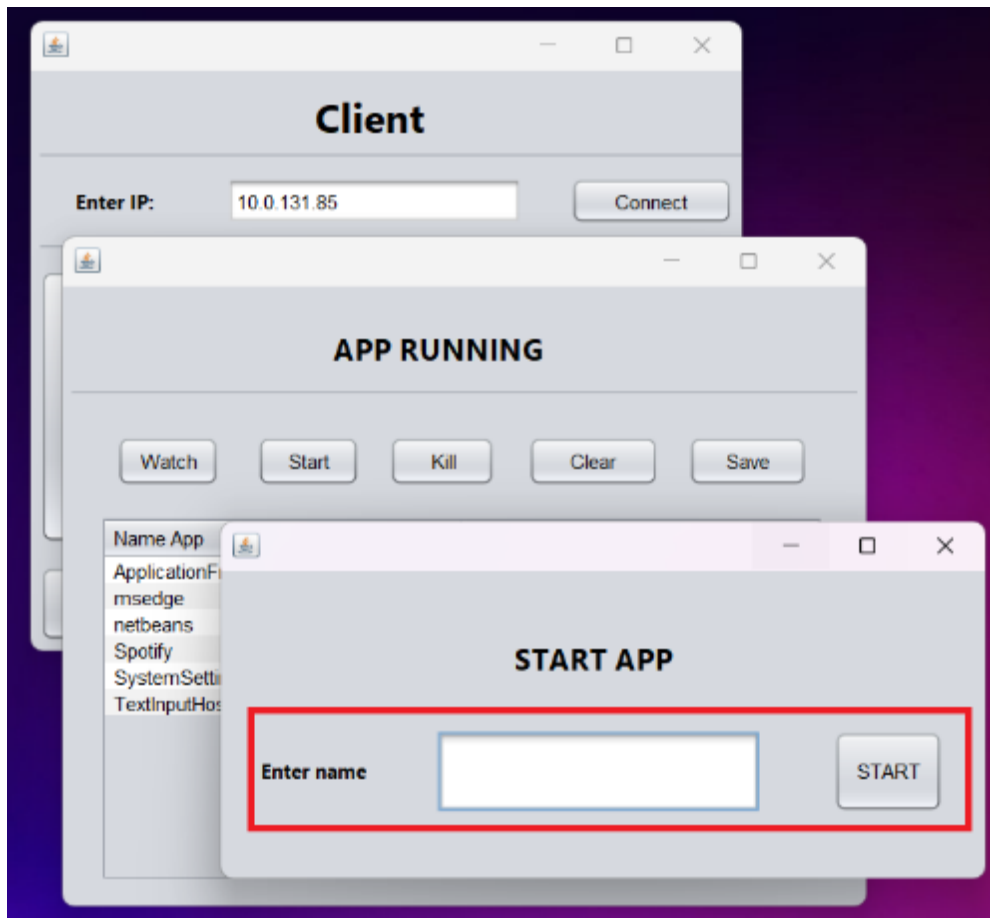 Client
Enter IP: 10.0.131.85 Connect
APP RUNNING
Watch Start Kill Clear Save
Name App
msedge
netbeans
Spotify
START APP
Enter name START